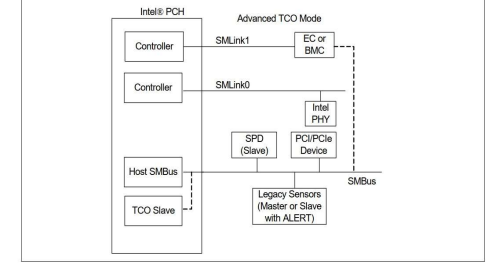 Intel® PCH
Advanced TCO Mode
Controller
SMLink1
EC or
BMC
Controller
SMLink0
Intel
PHY
SPD
(Slave)
PCI/PCIe
Device
Host SMBus
SMBus
TCO Slave
Legacy Sensors
(Master or Slave
with ALERT)